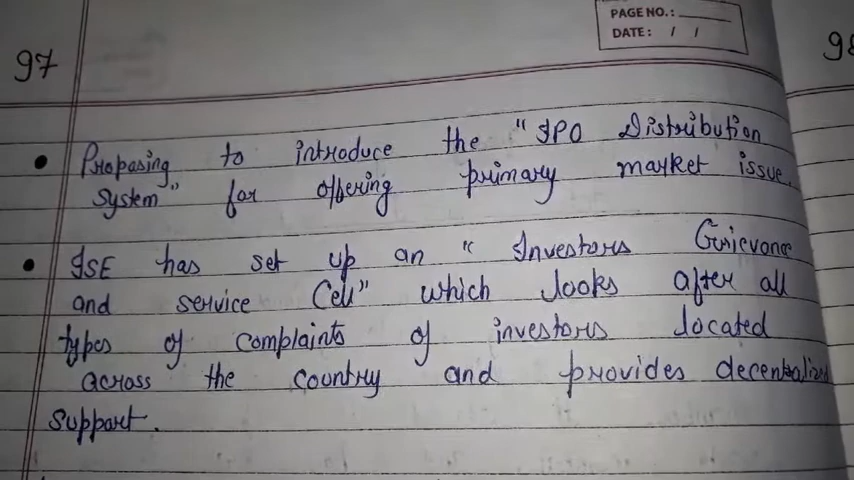 PAGE NO.:
DATE: / /
97
98
• Proposing to introduce the "IPO Distribution
System" for offering primary market issue.
• ISE has set up an "Investors Grievance
and service Cell" which looks after all
types of complaints of investors located
across the country and provides decentralized
support.